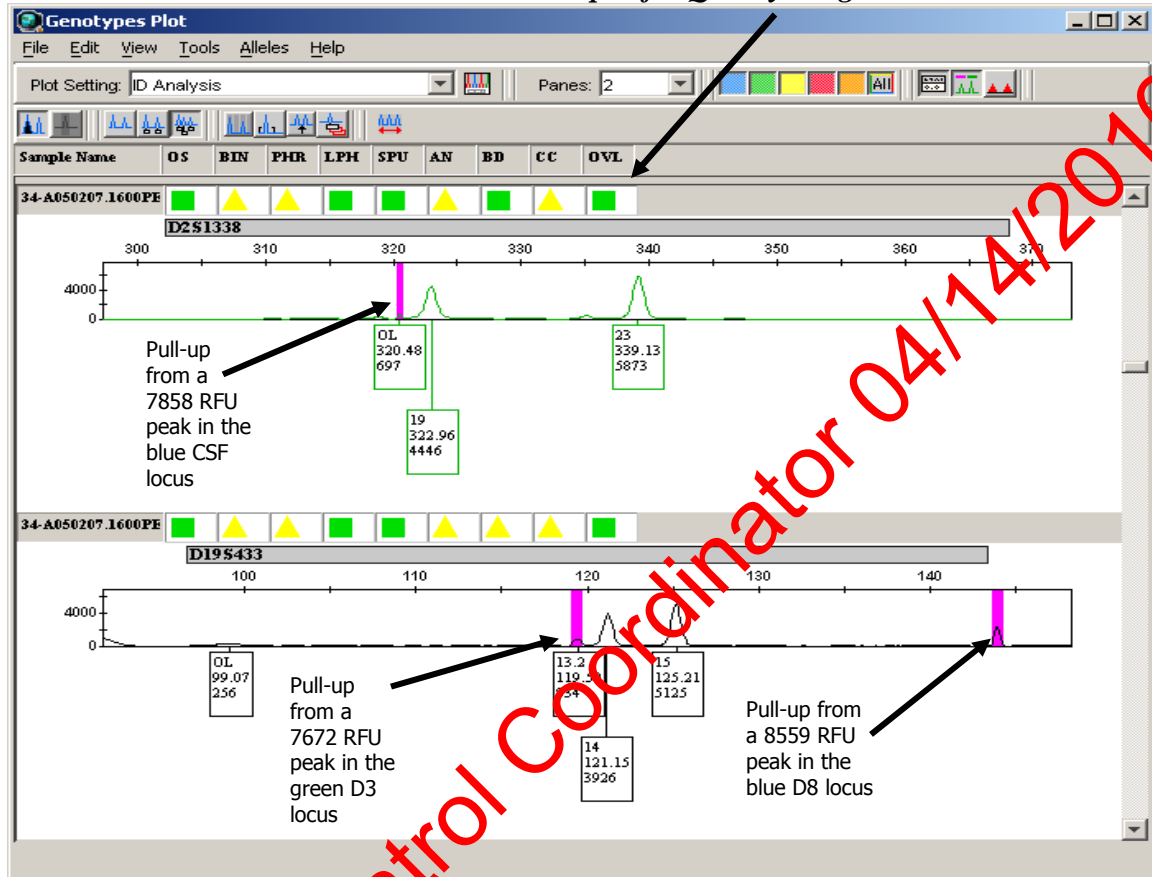 Genotypes Plot
File Edit View Tools Alleles Help
Plot Setting: ID Analysis Panes: 2 All
Sample Name OS BIN PHR LPH SPU AN BD CC OVL
34-A050207.1600PE
D2S1338
300 310 320 330 340 350 360 370
4000
0
OL
320.48
697
23
339.13
5873
19
322.96
4446
Pull-up
from a
7858 RFU
peak in the
blue CSF
locus
34-A050207.1600PE
D19S433
100 110 120 130 140
4000
0
OL
99.07
256
13.2
15
125.21
5125
14
121.15
3926
Pull-up
from a
7672 RFU
peak in the
green D3
locus
Pull-up from
a 8559 RFU
peak in the
blue D8 locus
Coordinator 04/14/201